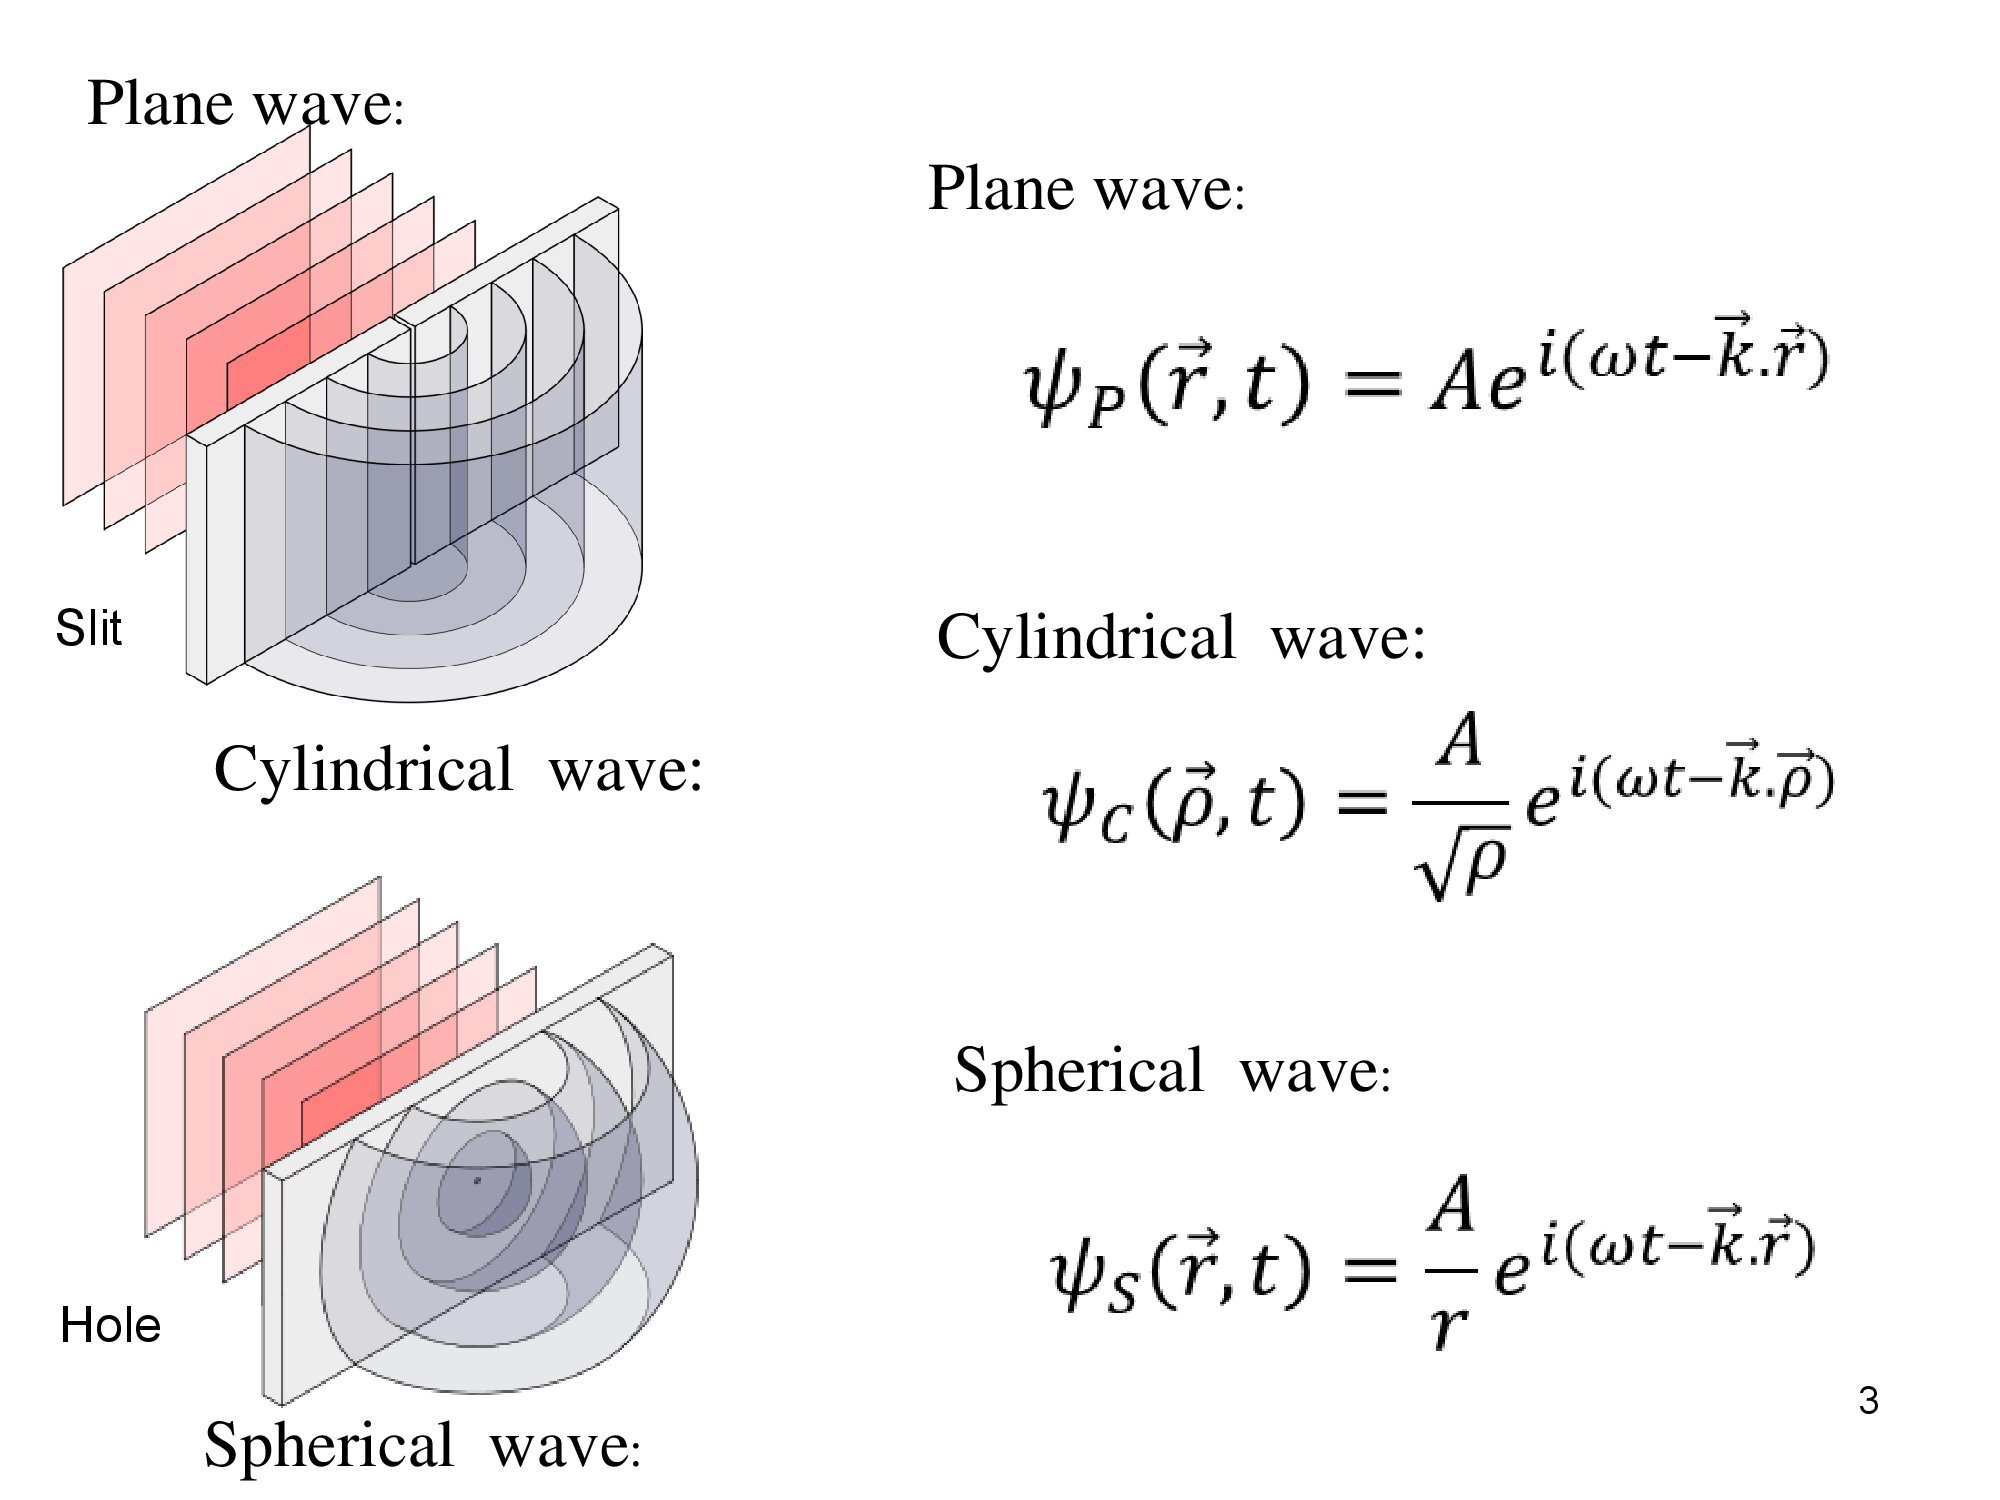 Plane wave:
Slit
Cylindrical wave:
Hole
Spherical wave:
Plane wave:
$\psi_P(\vec{r},t) = Ae^{i(\omega t-\vec{k}.\vec{r})}$
Cylindrical wave:
$\psi_C(\vec{\rho},t) = \frac{A}{\sqrt{\rho}}e^{i(\omega t-\vec{k}.\vec{\rho})}$
Spherical wave:
$\psi_S(\vec{r},t) = \frac{A}{r}e^{i(\omega t-\vec{k}.\vec{r})}$
3